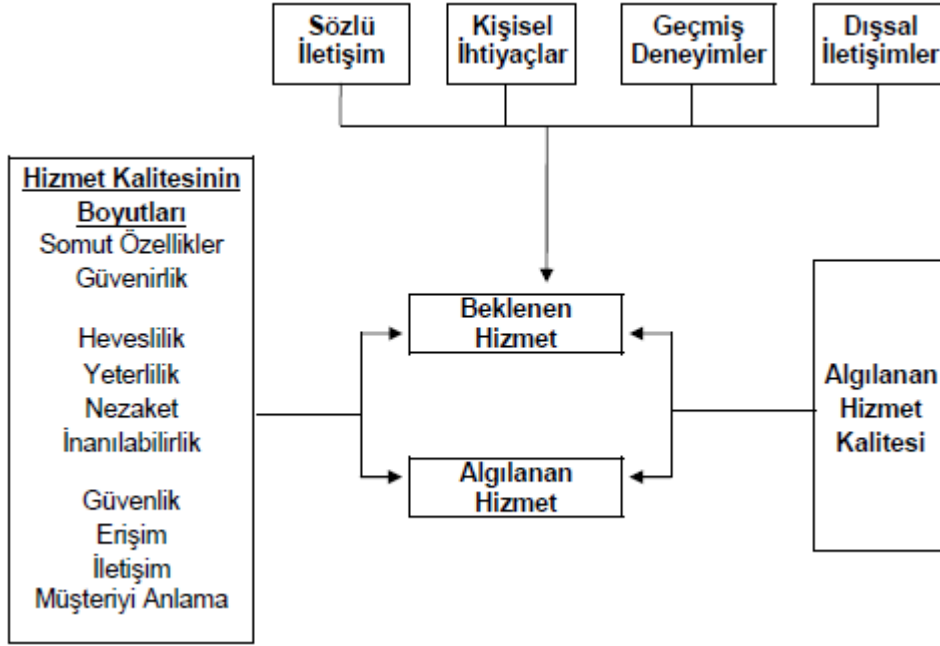 Sözlü
İletişim
Kişisel
İhtiyaçlar
Geçmiş
Deneyimler
Dışsal
İletişimler
Hizmet Kalitesinin
Boyutları
Somut Özellikler
Güvenirlik
Heveslilik
Yeterlilik
Nezaket
İnanılabilirlik
Güvenlik
Erişim
İletişim
Müşteriyi Anlama
Beklenen
Hizmet
Algılanan
Hizmet
Algılanan
Hizmet
Kalitesi